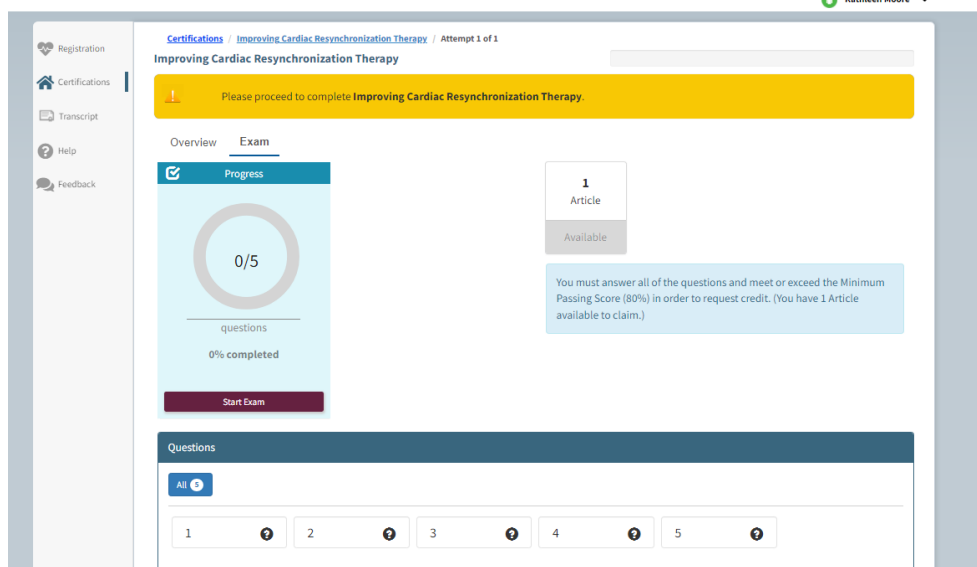 Kathleen Moore
Registration
Certifications
Transcript
Help
Feedback
Certifications / Improving Cardiac Resynchronization Therapy / Attempt 1 of 1
Improving Cardiac Resynchronization Therapy
Please proceed to complete Improving Cardiac Resynchronization Therapy.
Overview Exam
Progress
0/5
questions
0% completed
Start Exam
1
Article
Available
You must answer all of the questions and meet or exceed the Minimum
Passing Score (80%) in order to request credit. (You have 1 Article
available to claim.)
Questions
All 5
1 2 3 4 5